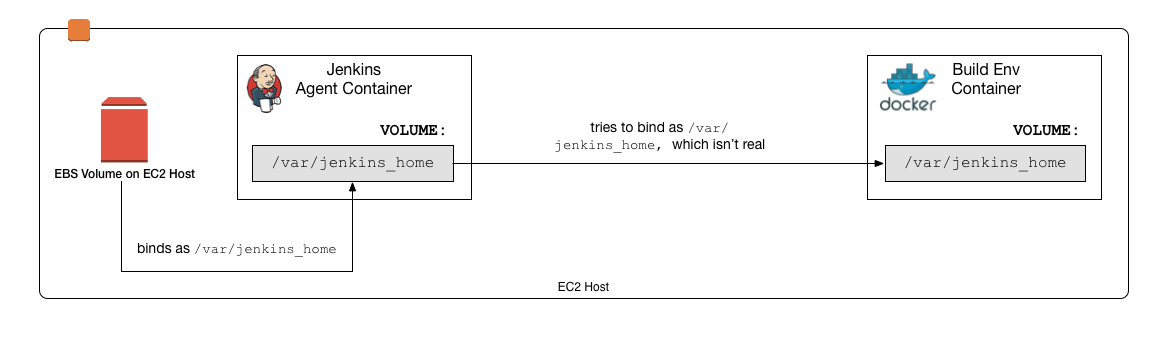 Jenkins
Agent Container
VOLUME:
/var/jenkins_home
EBS Volume on EC2 Host
binds as /var/jenkins_home
tries to bind as /var/
jenkins_home, which isn't real
docker
Build Env
Container
VOLUME:
/var/jenkins_home
EC2 Host